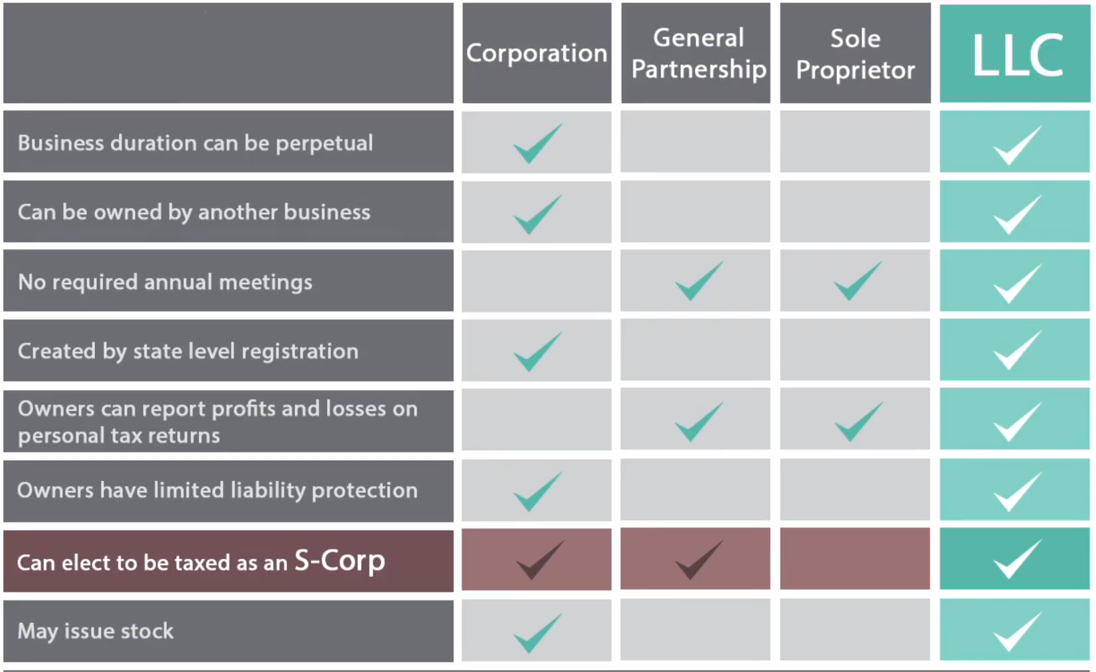 Corporation
General
Partnership
Sole
Proprietor
LLC
Business duration can be perpetual
Can be owned by another business
No required annual meetings
Created by state level registration
Owners can report profits and losses on
personal tax returns
Owners have limited liability protection
Can elect to be taxed as an S-Corp
May issue stock